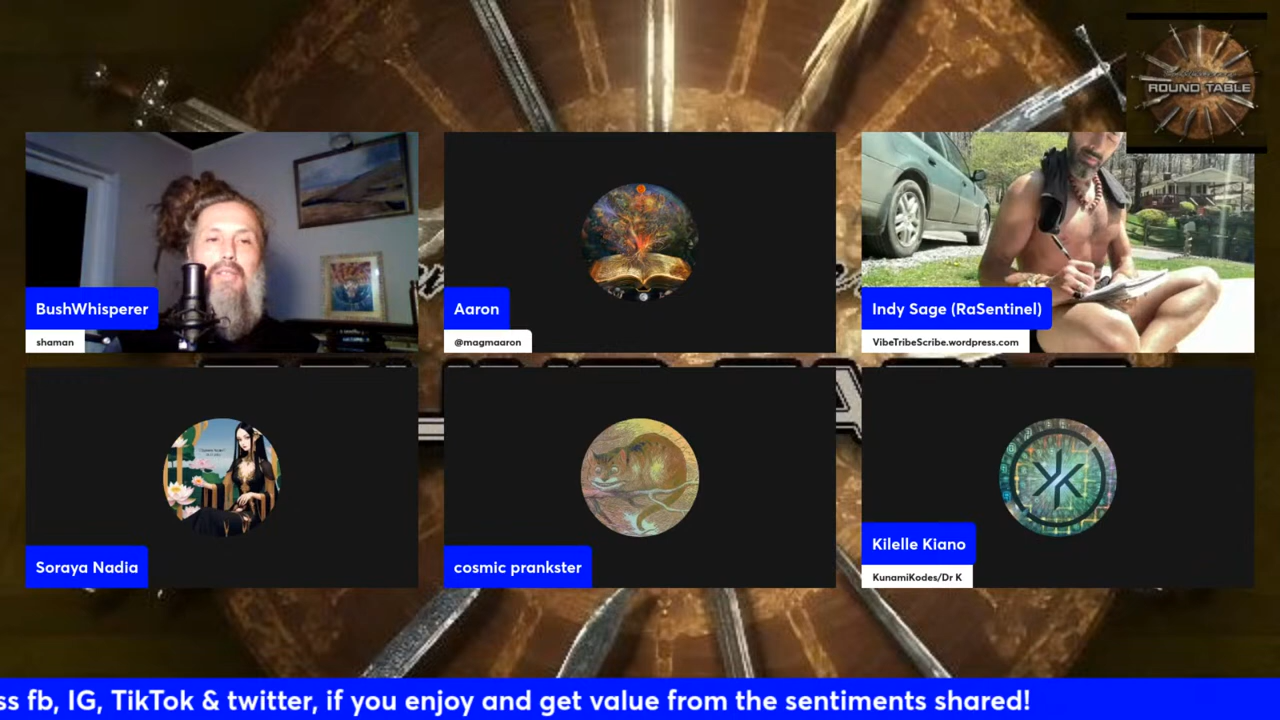 ROUND TABLE
BushWhisperer
shaman
Aaron
@magmaaron
Indy Sage (RaSentinel)
VibeTribeScribe.wordpress.com
Soraya Nadia
cosmic prankster
Kilelle Kiano
KunamiKodes/Dr K
ss fb, IG, TikTok & twitter, if you enjoy and get value from the sentiments shared!